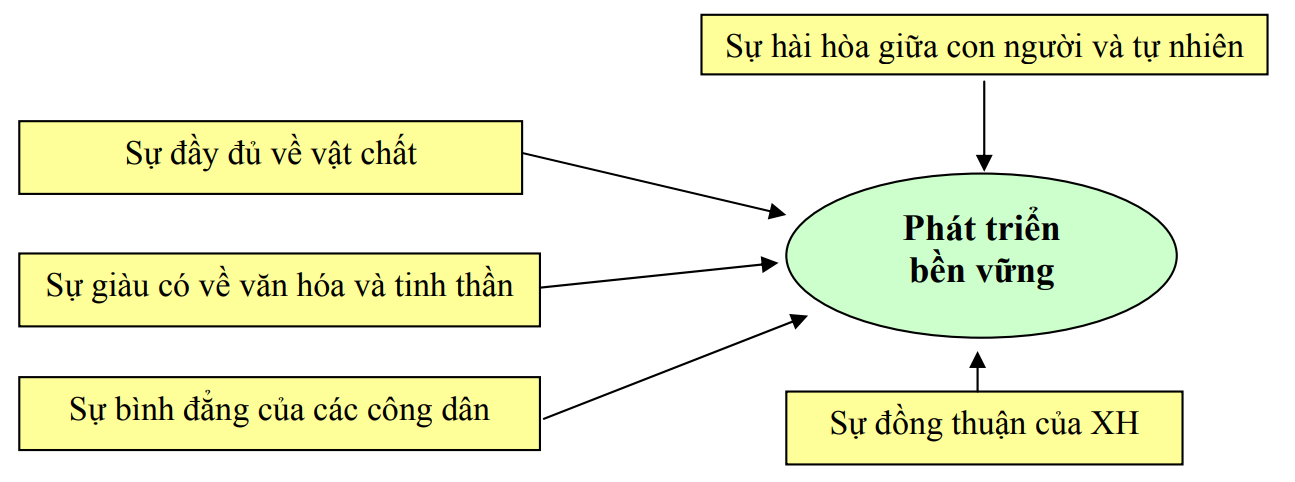 Sự hài hòa giữa con người và tự nhiên
Sự đầy đủ về vật chất
Phát triển
bền vững
Sự giàu có về văn hóa và tinh thần
Sự bình đẳng của các công dân
Sự đồng thuận của XH